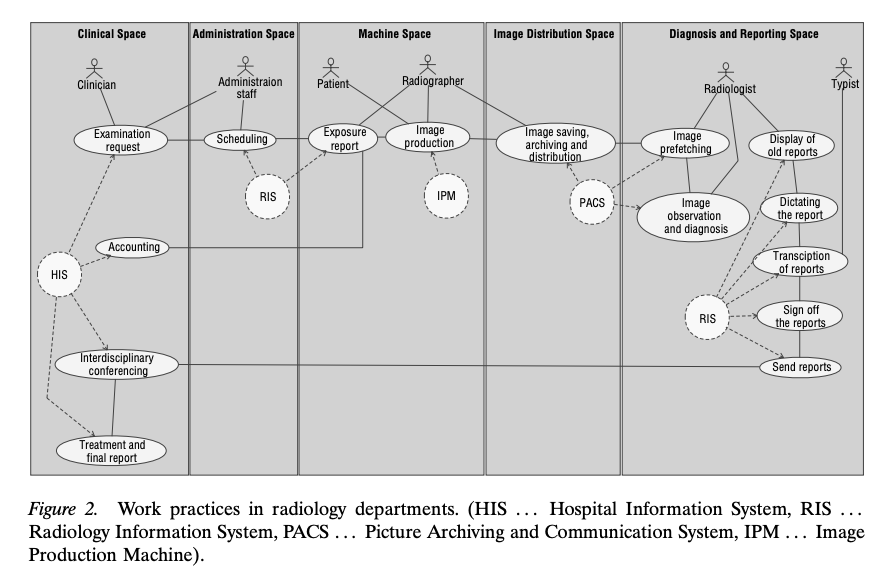 Clinical Space
Administration Space
Machine Space
Image Distribution Space
Diagnosis and Reporting Space
Clinician
Administraion
staff
Patient
Radiographer
Radiologist
Typist
Examination
request
Scheduling
Exposure
report
Image
production
Image saving,
archiving and
distribution
Image
prefetching
Display of
old reports
RIS
IPM
PACS
Image
observation
and diagnosis
Dictating
the report
Accounting
HIS
Transciption
of reports
RIS
Sign off
the reports
Interdisciplinary
conferencing
Send reports
Treatment and
final report
Figure 2. Work practices in radiology departments. (HIS ... Hospital Information System, RIS ...
Radiology Information System, PACS ... Picture Archiving and Communication System, IPM ... Image
Production Machine).